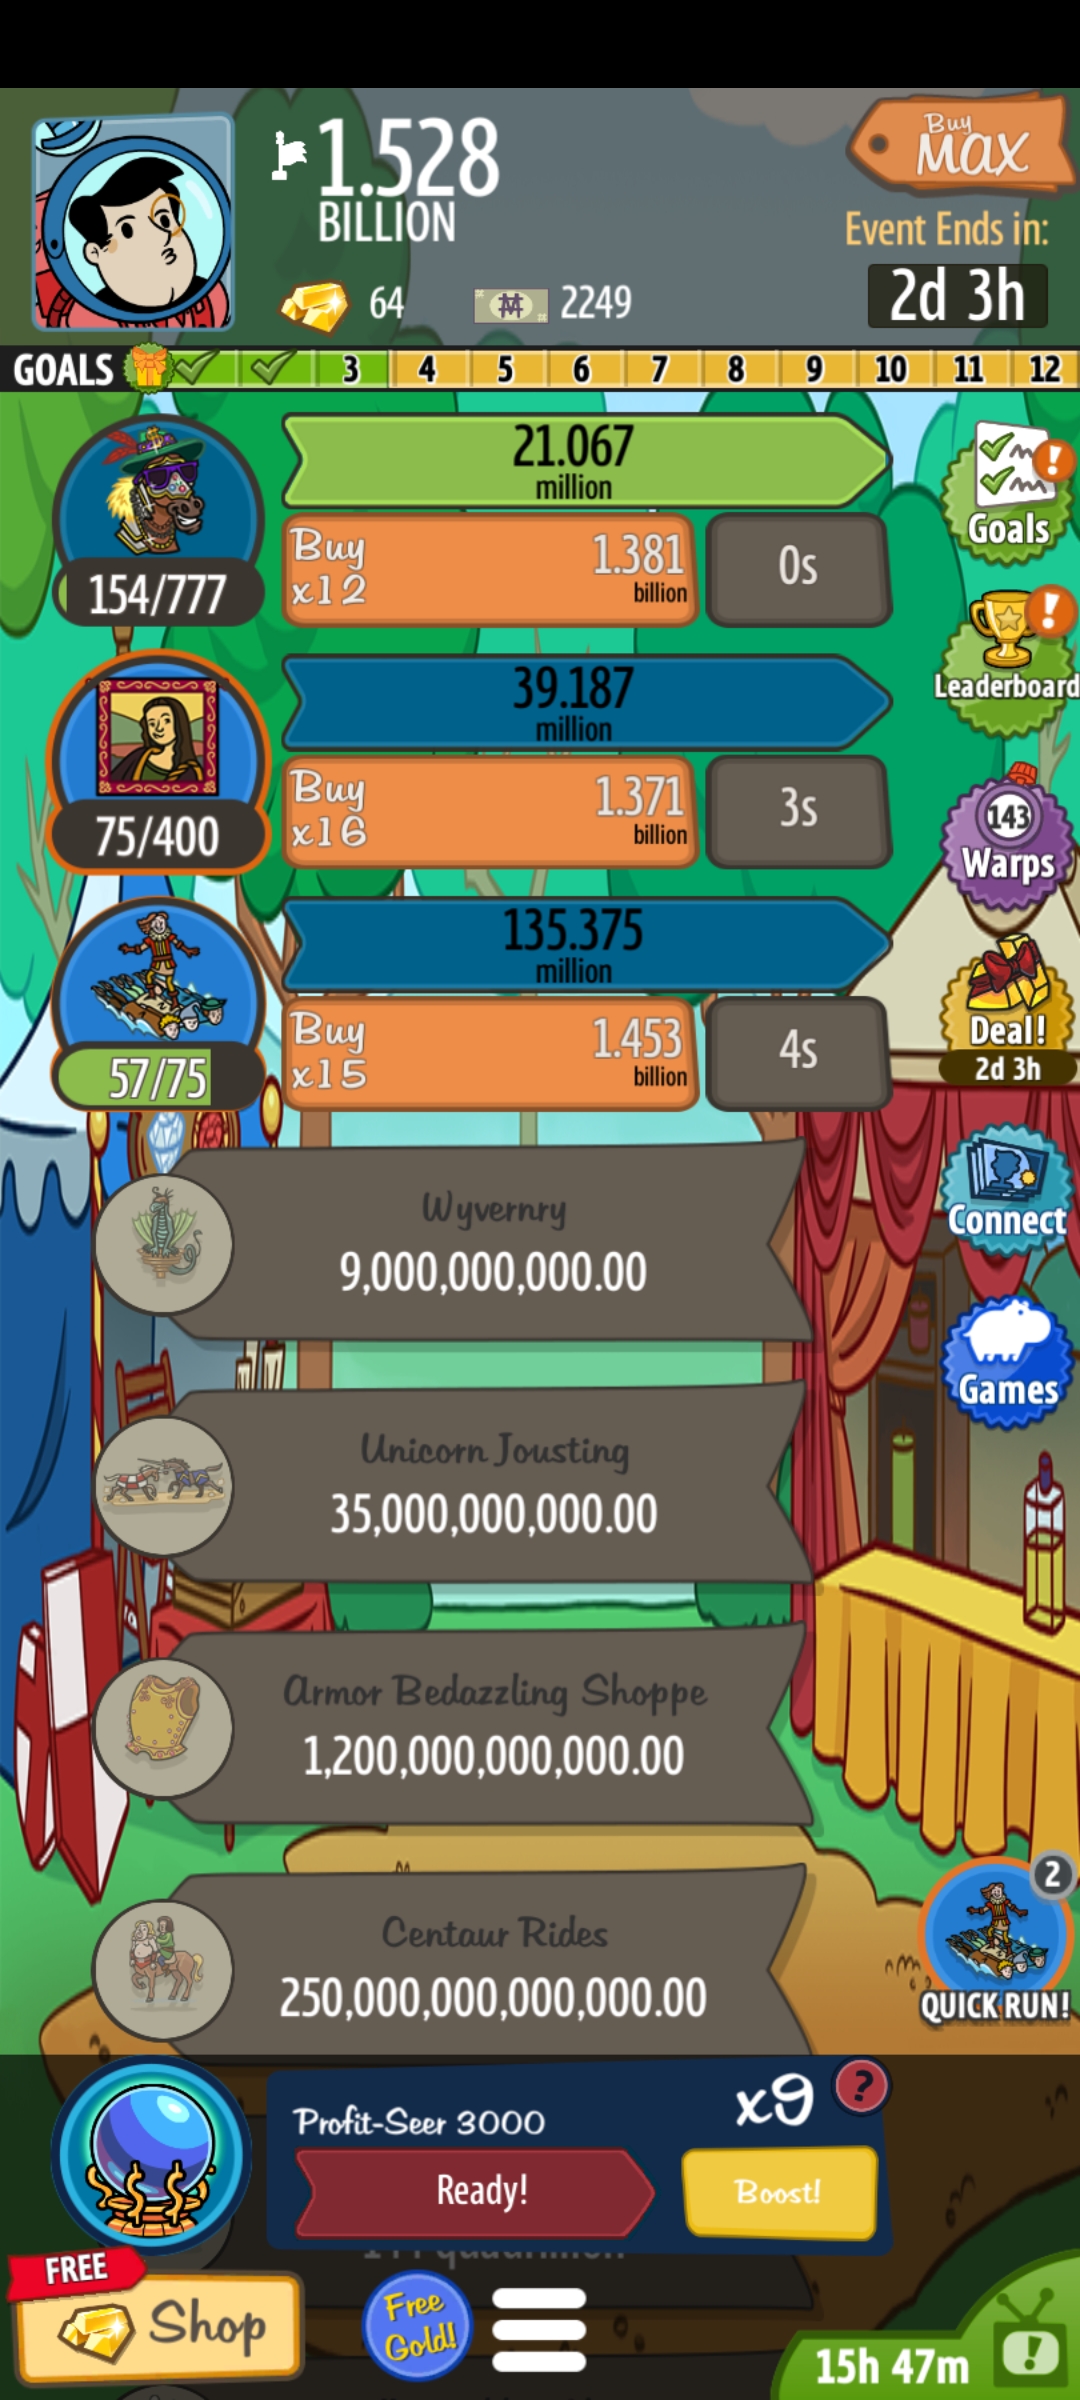 1.528
BILLION
64
2249
Buy
MAX
Event Ends in:
2d 3h
GOALS
3 4 5 6 7 8 9 10 11 12
21.067
million
154/777
Buy
x12
1.381
billion
0s
Goals
Leaderboard
39.187
million
75/400
Buy
x16
1.371
billion
3s
143
Warps
135.375
million
57/75
Buy
x15
1.453
billion
4s
Deal!
2d 3h
Connect
Games
Wyvernry
9,000,000,000.00
Unicorn Jousting
35,000,000,000.00
Armor Bedazzling Shoppe
1,200,000,000,000.00
Centaur Rides
250,000,000,000,000.00
2
QUICK RUN!
Profit-Seer 3000
x9
?
Ready!
Boost!
FREE
Shop
Free
Gold!
15h 47m